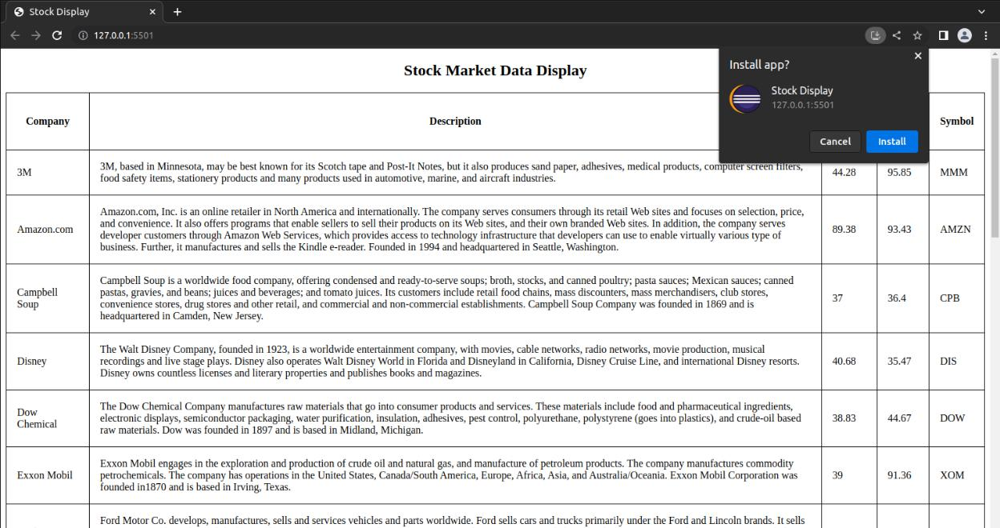 Stock Display
127.0.0.1:5501
Stock Market Data Display
Install app?
Stock Display
127.0.0.1:5501
Cancel Install
Company Description Symbol
3M
3M, based in Minnesota, may be best known for its Scotch tape and Post-It Notes, but it also produces sand paper, adhesives, medical products, computer screen filters,
food safety items, stationery products and many products used in automotive, marine, and aircraft industries.
44.28 95.85 MMM
Amazon.com
Amazon.com, Inc. is an online retailer in North America and internationally. The company serves consumers through its retail Web sites and focuses on selection, price,
and convenience. It also offers programs that enable sellers to sell their products on its Web sites, and their own branded Web sites. In addition, the company serves
developer customers through Amazon Web Services, which provides access to technology infrastructure that developers can use to enable virtually various type of
business. Further, it manufactures and sells the Kindle e-reader. Founded in 1994 and headquartered in Seattle, Washington.
89.38 93.43 AMZN
Campbell
Soup
Campbell Soup is a worldwide food company, offering condensed and ready-to-serve soups; broth, stocks, and canned poultry; pasta sauces; Mexican sauces; canned
pastas, gravies, and beans; juices and beverages; and tomato juices. Its customers include retail food chains, mass discounters, mass merchandisers, club stores,
convenience stores, drug stores and other retail, and commercial and non-commercial establishments. Campbell Soup Company was founded in 1869 and is
headquartered in Camden, New Jersey.
37 36.4 CPB
Disney
The Walt Disney Company, founded in 1923, is a worldwide entertainment company, with movies, cable networks, radio networks, movie production, musical
recordings and live stage plays. Disney also operates Walt Disney World in Florida and Disneyland in California, Disney Cruise Line, and international Disney resorts.
Disney owns countless licenses and literary properties and publishes books and magazines.
40.68 35.47 DIS
Dow
Chemical
The Dow Chemical Company manufactures raw materials that go into consumer products and services. These materials include food and pharmaceutical ingredients,
electronic displays, semiconductor packaging, water purification, insulation, adhesives, pest control, polyurethane, polystyrene (goes into plastics), and crude-oil based
raw materials. Dow was founded in 1897 and is based in Midland, Michigan.
38.83 44.67 DOW
Exxon Mobil
Exxon Mobil engages in the exploration and production of crude oil and natural gas, and manufacture of petroleum products. The company manufactures commodity
petrochemicals. The company has operations in the United States, Canada/South America, Europe, Africa, Asia, and Australia/Oceania. Exxon Mobil Corporation was
founded in1870 and is based in Irving, Texas.
39 91.36 XOM
Ford Motor Co. develops, manufactures, sells and services vehicles and parts worldwide. Ford sells cars and trucks primarily under the Ford and Lincoln brands. It sells